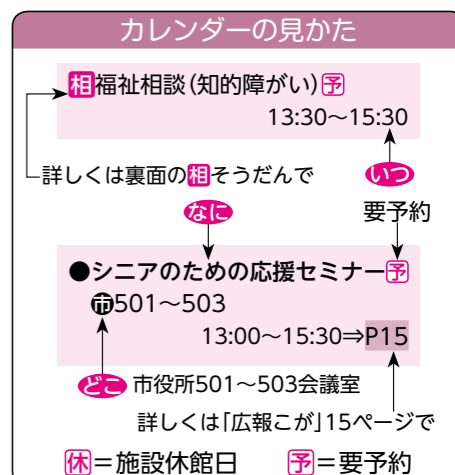 カレンダーの見かた
相福祉相談(知的障がい)予
13:30～15:30
詳しくは裏面の相そうだんで
いつ
なに
要予約
●シニアのための応援セミナー予
市501～503
13:00～15:30⇒P15
どこ 市役所501～503会議室
詳しくは「広報こが」15ページで
休＝施設休館日 予＝要予約